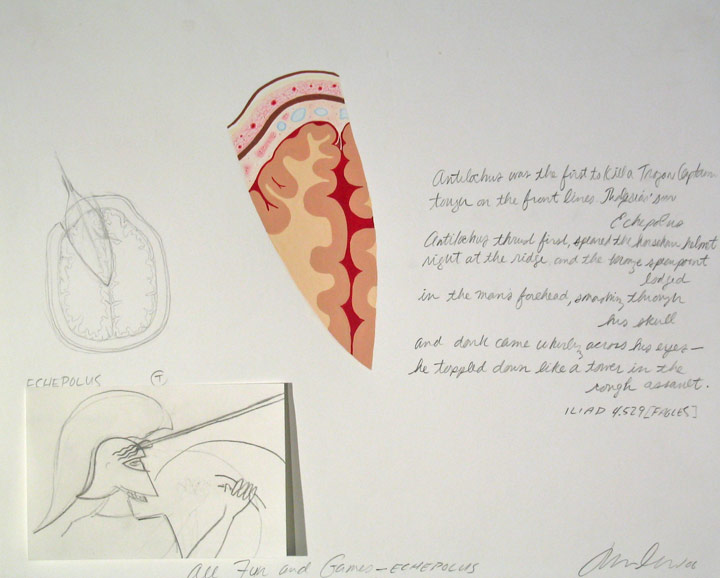 Antilochus was the first to kill a Trojan Captain
tough on the front lines. Thalysius' son
Echepolus
Antilochus thrust first, speared the horsehair helmet
right at the ridge, and the bronze spearpoint
lodged
in the man's forehead, smashing through
his skull
and dark came whirling across his eyes—
he toppled down like a tower in the
rough assault.
ILIAD 4.529 [FAGLES]
ECHEPOLUS T
All Fun and Games—ECHEPOLUS